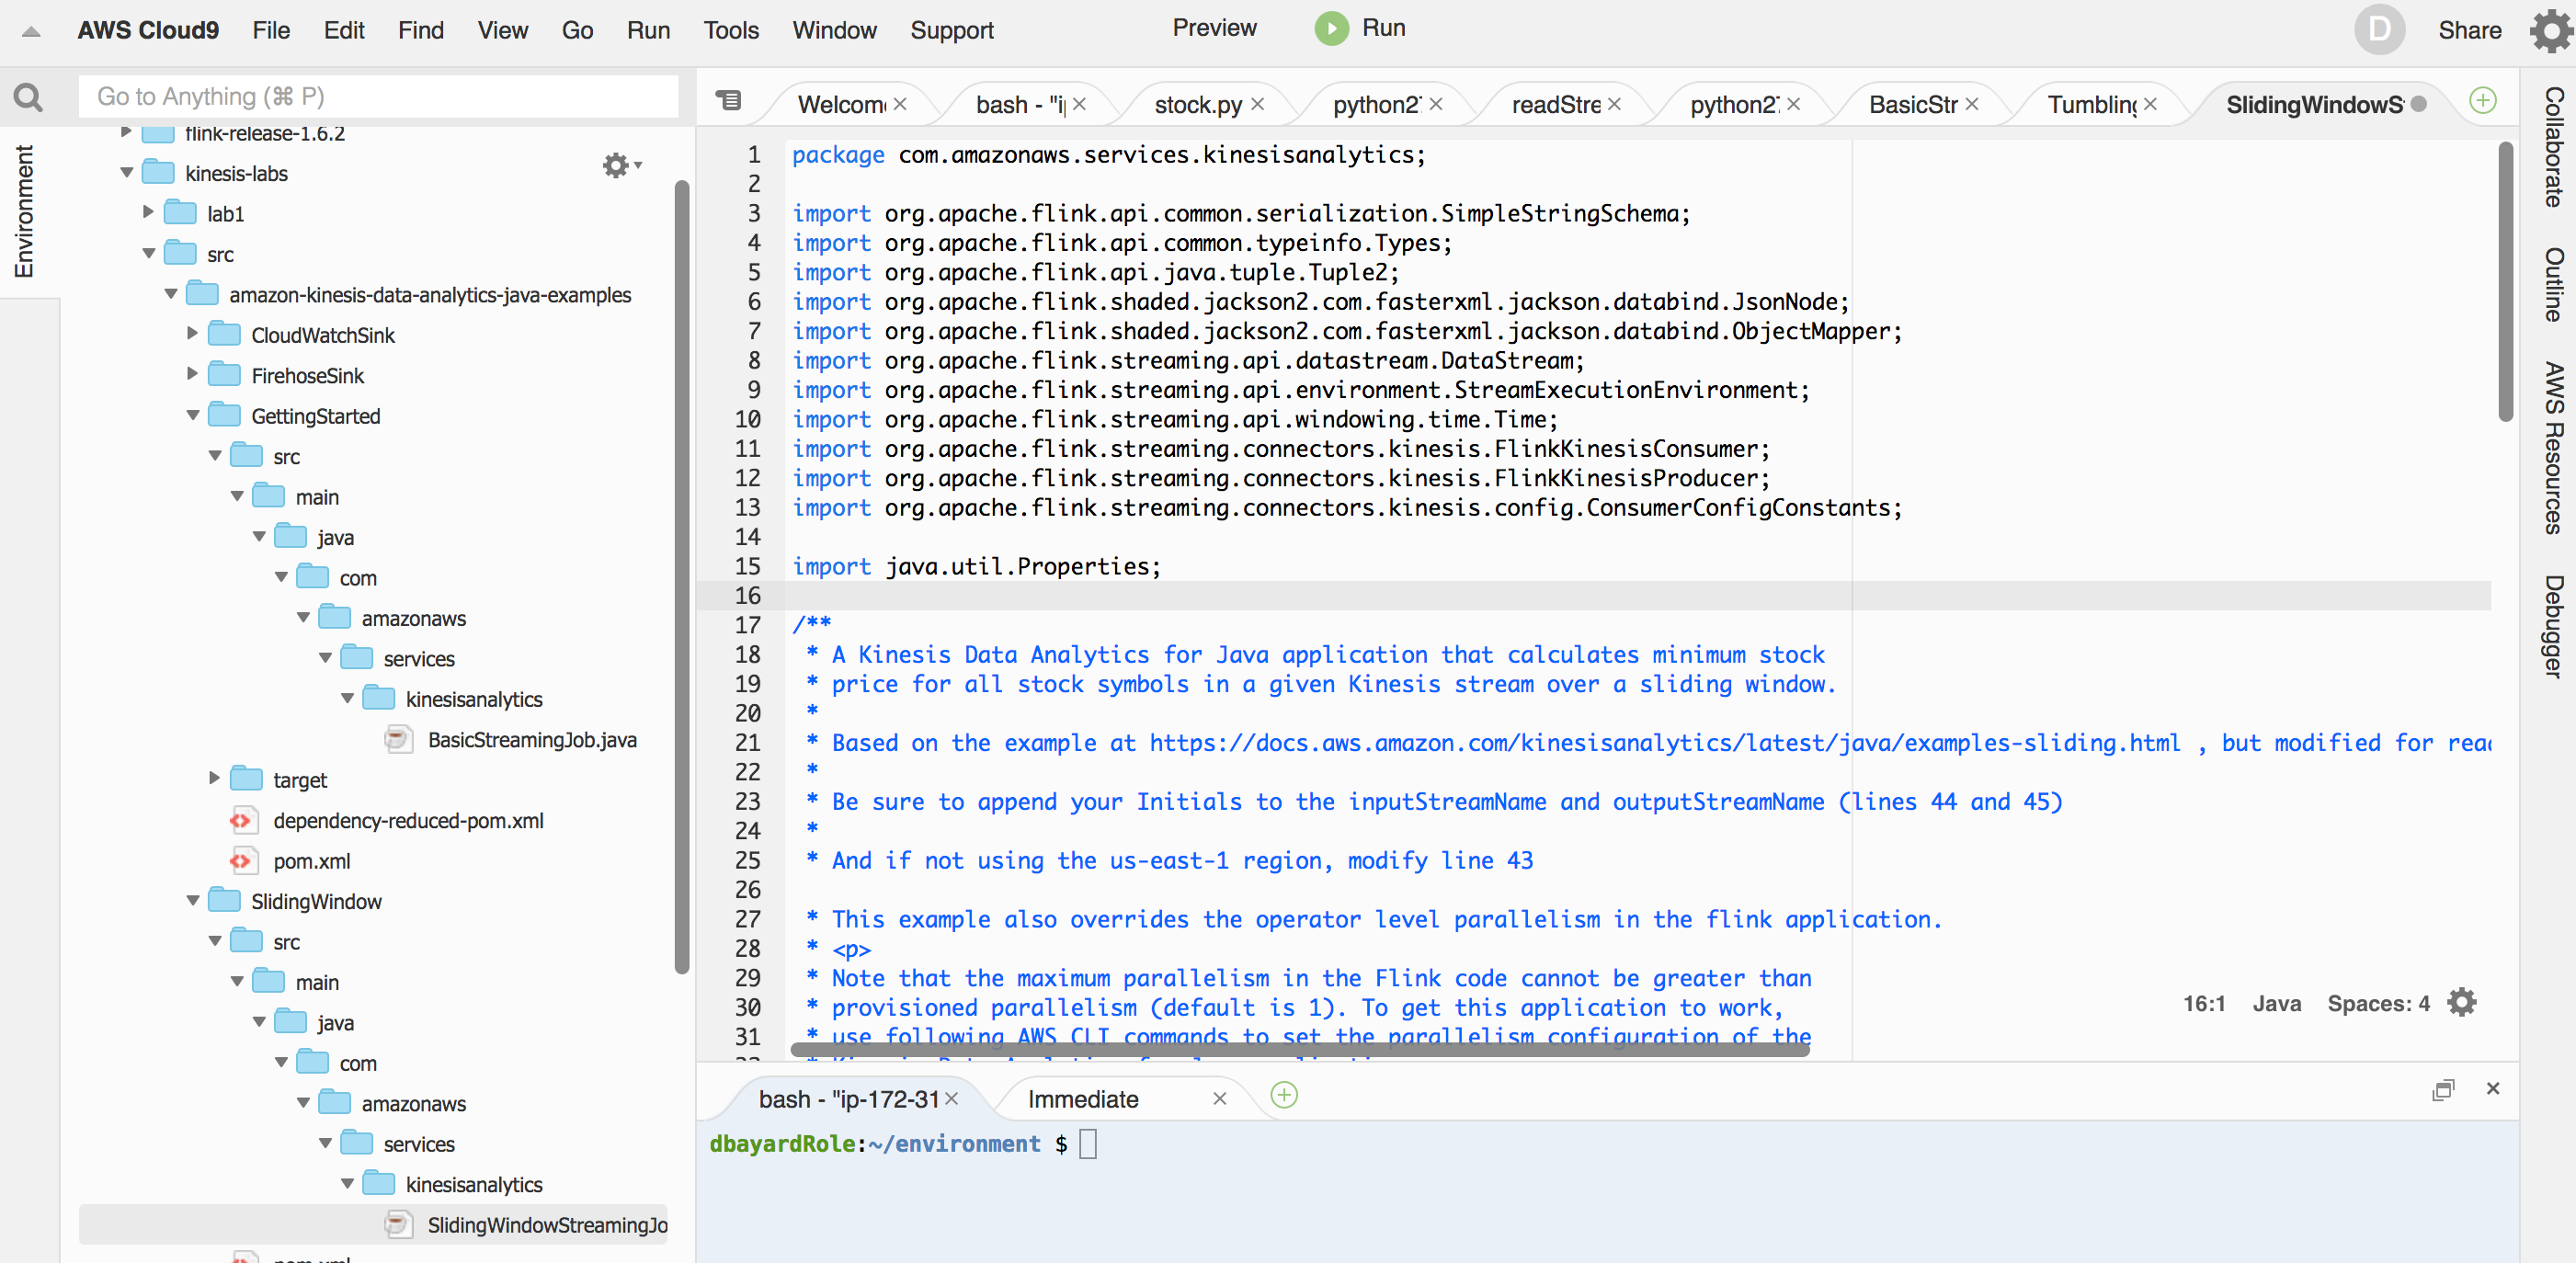 AWS Cloud9 File Edit Find View Go Run Tools Window Support Preview Run D Share
Go to Anything (⌘ P)
Environment
flink-release-1.6.2
kinesis-labs
lab1
src
amazon-kinesis-data-analytics-java-examples
CloudWatchSink
FirehoseSink
GettingStarted
src
main
java
com
amazonaws
services
kinesisanalytics
BasicStreamingJob.java
target
dependency-reduced-pom.xml
pom.xml
SlidingWindow
src
main
java
com
amazonaws
services
kinesisanalytics
SlidingWindowStreamingJo
pom.xml
Welcom bash - "ip stock.py python2 readStre python2 BasicStr Tumbling SlidingWindowS
1 package com.amazonaws.services.kinesisanalytics;
2
3 import org.apache.flink.api.common.serialization.SimpleStringSchema;
4 import org.apache.flink.api.common.typeinfo.Types;
5 import org.apache.flink.api.java.tuple.Tuple2;
6 import org.apache.flink.shaded.jackson2.com.fasterxml.jackson.databind.JsonNode;
7 import org.apache.flink.shaded.jackson2.com.fasterxml.jackson.databind.ObjectMapper;
8 import org.apache.flink.streaming.api.datastream.DataStream;
9 import org.apache.flink.streaming.api.environment.StreamExecutionEnvironment;
10 import org.apache.flink.streaming.api.windowing.time.Time;
11 import org.apache.flink.streaming.connectors.kinesis.FlinkKinesisConsumer;
12 import org.apache.flink.streaming.connectors.kinesis.FlinkKinesisProducer;
13 import org.apache.flink.streaming.connectors.kinesis.config.ConsumerConfigConstants;
14
15 import java.util.Properties;
16
17 /**
18 * A Kinesis Data Analytics for Java application that calculates minimum stock
19 * price for all stock symbols in a given Kinesis stream over a sliding window.
20 *
21 * Based on the example at https://docs.aws.amazon.com/kinesisanalytics/latest/java/examples-sliding.html , but modified for rea
22 *
23 * Be sure to append your Initials to the inputStreamName and outputStreamName (lines 44 and 45)
24 *
25 * And if not using the us-east-1 region, modify line 43
26
27 * This example also overrides the operator level parallelism in the flink application.
28 * <p>
29 * Note that the maximum parallelism in the Flink code cannot be greater than
30 * provisioned parallelism (default is 1). To get this application to work,
31 * use following AWS CLI commands to set the parallelism configuration of the
16:1 Java Spaces: 4
bash - "ip-172-31 Immediate
dbayardRole:~/environment $
Collaborate
Outline
AWS Resources
Debugger